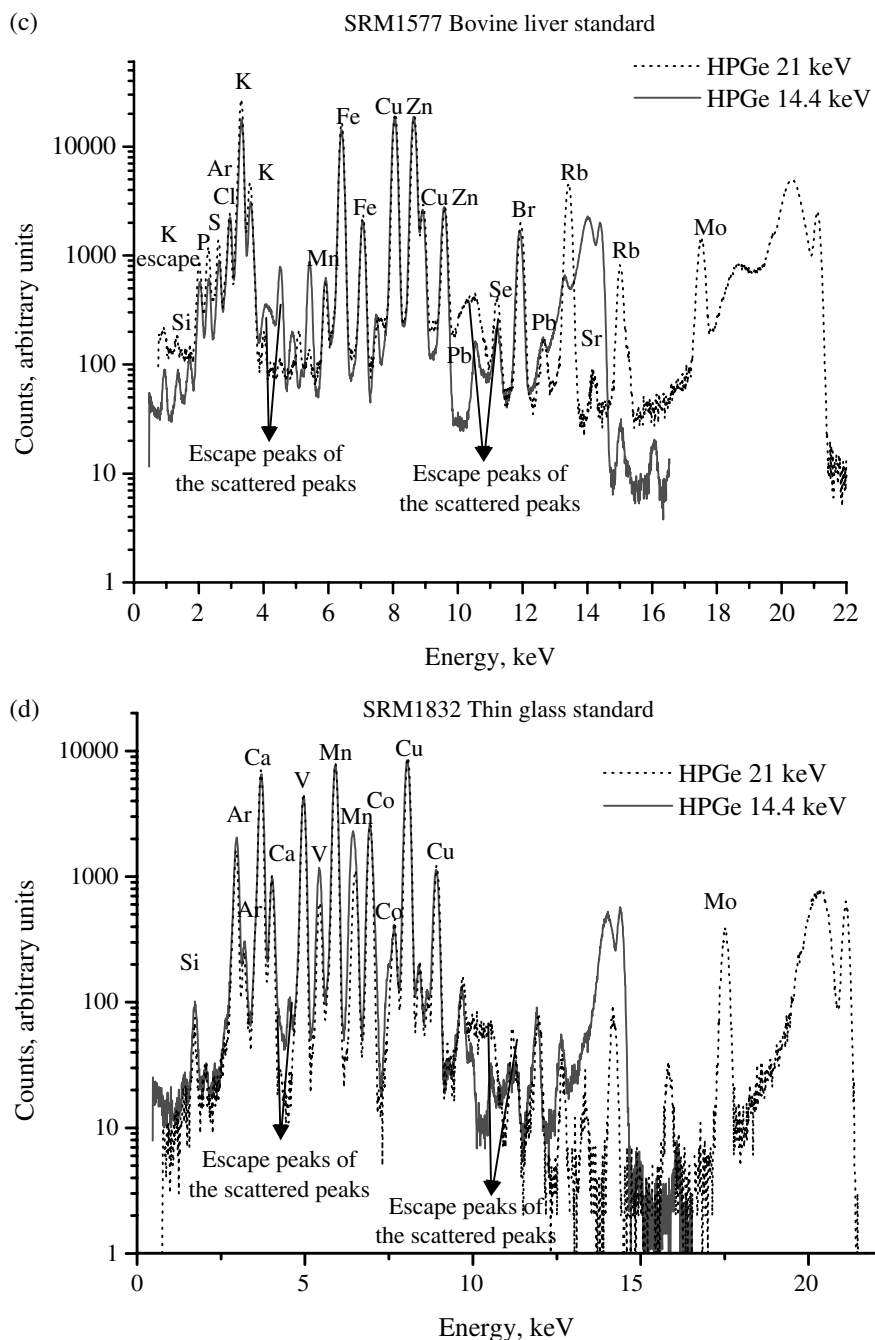 (c)
SRM1577 Bovine liver standard
HPGe 21 keV
HPGe 14.4 keV
Counts, arbitrary units
10000
1000
100
10
1
K
Ar
Cl
K
S
P
K
escape
Si
Fe
Fe
Mn
Cu Zn
Cu Zn
Br
Se
Pb
Pb
Rb
Sr
Rb
Mo
Escape peaks of
the scattered peaks
Escape peaks of
the scattered peaks
0 2 4 6 8 10 12 14 16 18 20 22
Energy, keV
(d)
SRM1832 Thin glass standard
HPGe 21 keV
HPGe 14.4 keV
Counts, arbitrary units
10000
1000
100
10
1
Si
Ar
Ar
Ca
Ca
V
V
Mn
Mn
Co
Co
Cu
Cu
Mo
Escape peaks of
the scattered peaks
Escape peaks of
the scattered peaks
0 5 10 15 20
Energy, keV